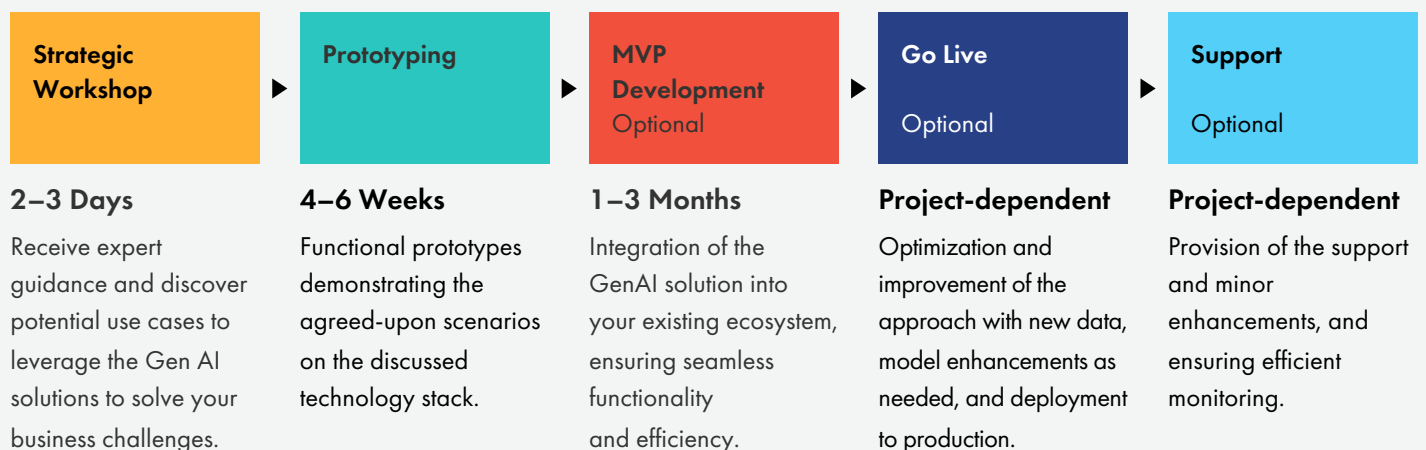 Strategic
Workshop
Prototyping
MVP
Development
Optional
Go Live
Optional
Support
Optional
2–3 Days
Receive expert
guidance and discover
potential use cases to
leverage the Gen AI
solutions to solve your
business challenges.
4–6 Weeks
Functional prototypes
demonstrating the
agreed-upon scenarios
on the discussed
technology stack.
1–3 Months
Integration of the
GenAI solution into
your existing ecosystem,
ensuring seamless
functionality
and efficiency.
Project-dependent
Optimization and
improvement of the
approach with new data,
model enhancements as
needed, and deployment
to production.
Project-dependent
Provision of the support
and minor
enhancements, and
ensuring efficient
monitoring.